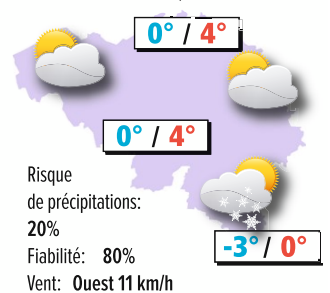 0° / 4°
0° / 4°
Risque
de précipitations:
20%
Fiabilité: 80%
-3°/ 0°
Vent: Ouest 11 km/h